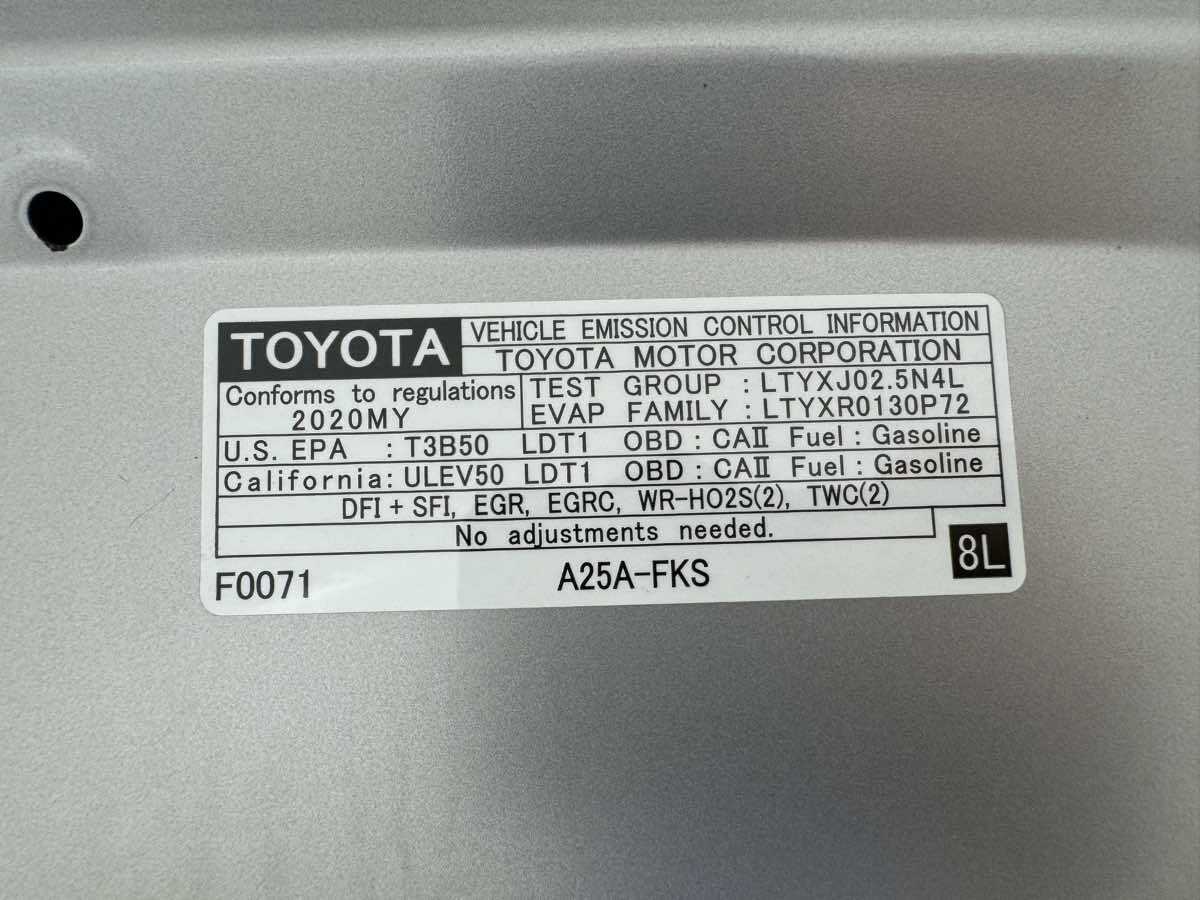 TOYOTA VEHICLE EMISSION CONTROL INFORMATION
TOYOTA MOTOR CORPORATION
Conforms to regulations
2020MY
TEST GROUP : LTYXJ02.5N4L
EVAP FAMILY : LTYXR0130P72
U.S. EPA : T3B50 LDT1 OBD : CAⅡ Fuel : Gasoline
California : ULEV50 LDT1 OBD : CAⅡ Fuel : Gasoline
DFI + SFI, EGR, EGRC, WR-HO2S(2), TWC(2)
No adjustments needed.
F0071 A25A-FKS 8L